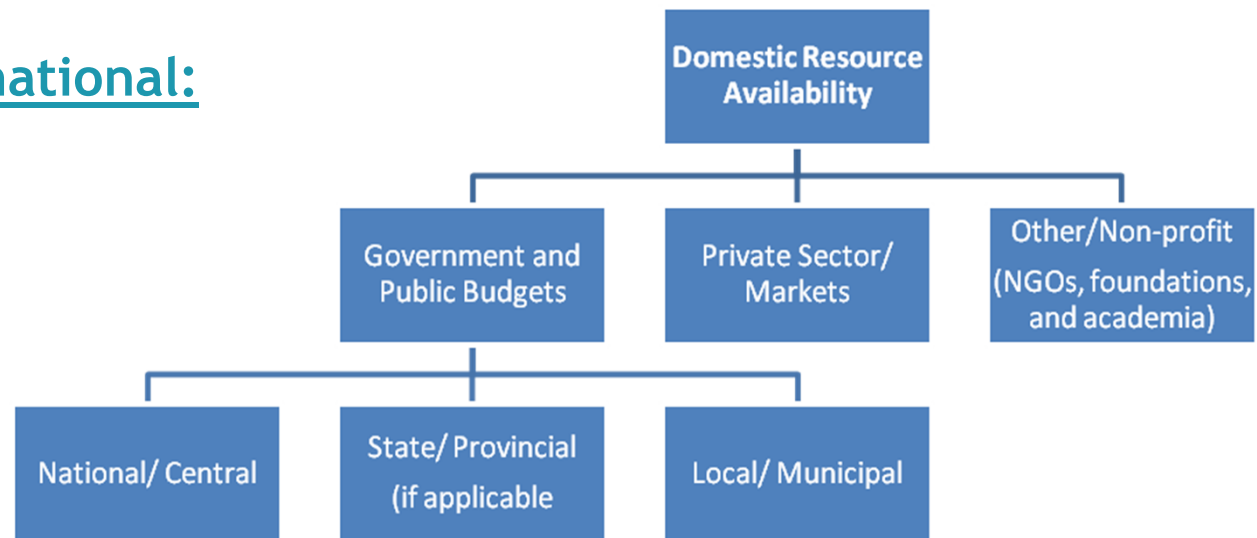 national:
Domestic Resource
Availability
Government and
Public Budgets
Private Sector/
Markets
Other/Non-profit
(NGOs, foundations,
and academia)
National/ Central
State/ Provincial
(if applicable
Local/ Municipal